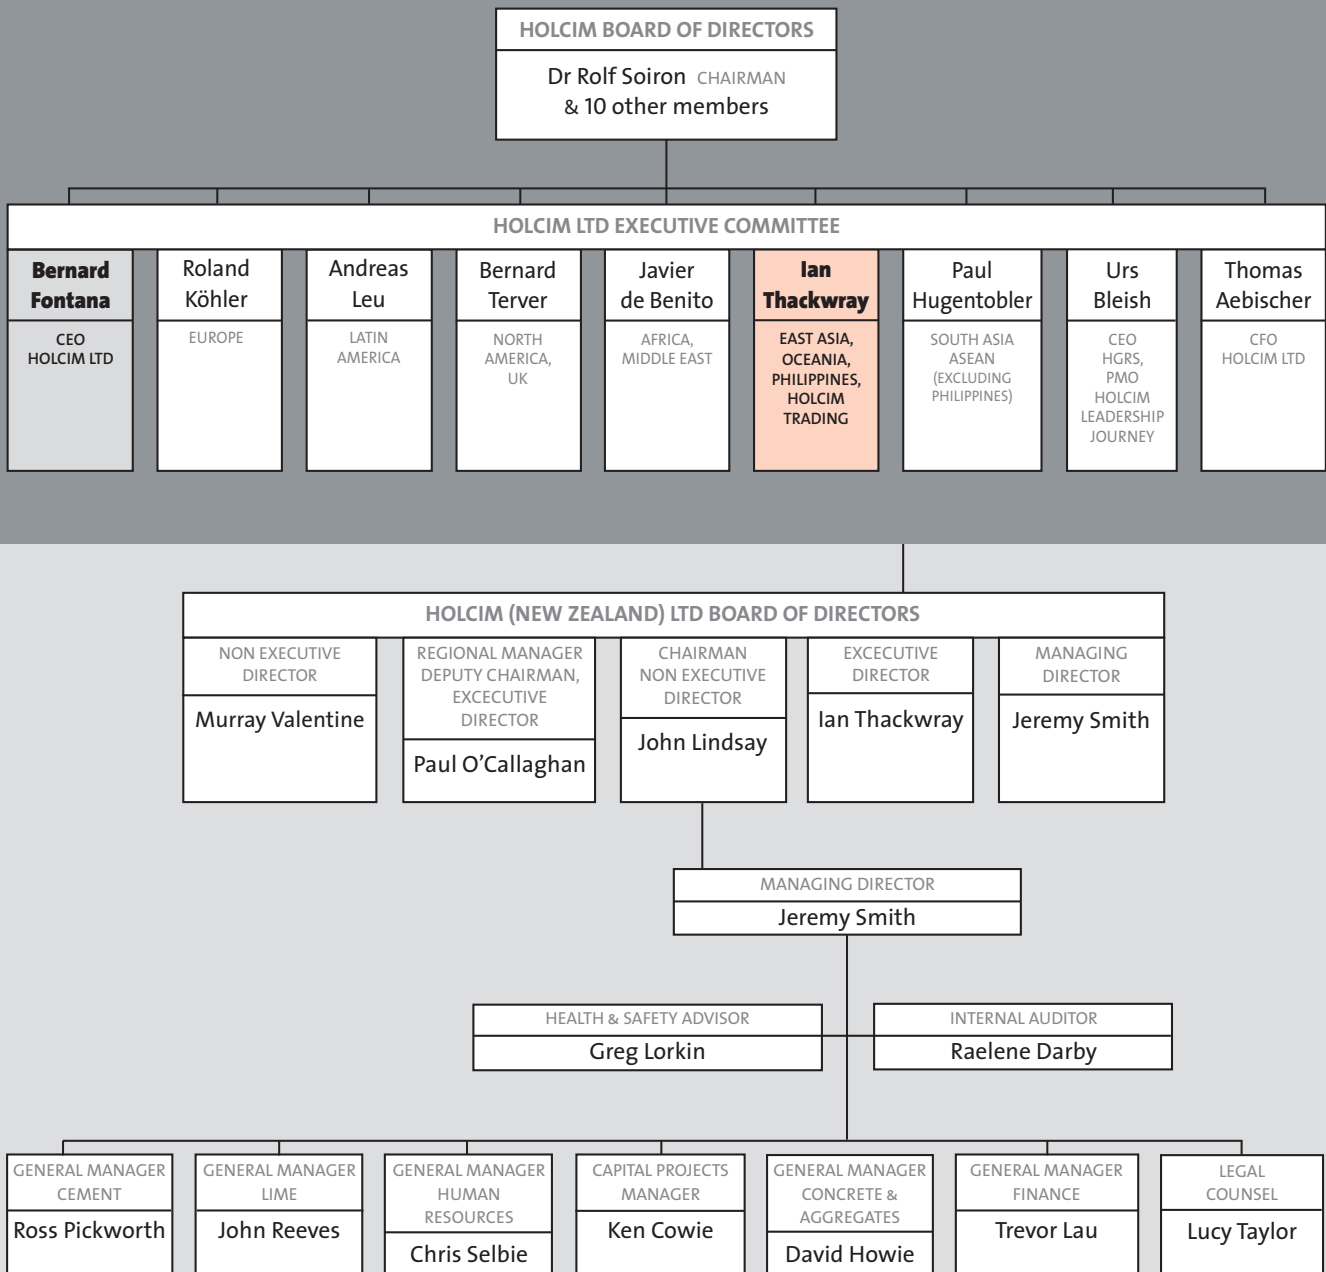 HOLCIM BOARD OF DIRECTORS
Dr Rolf Soiron CHAIRMAN
& 10 other members
HOLCIM LTD EXECUTIVE COMMITTEE
Bernard
Fontana
CEO
HOLCIM LTD
Roland
Köhler
EUROPE
Andreas
Leu
LATIN
AMERICA
Bernard
Terver
NORTH
AMERICA,
UK
Javier
de Benito
AFRICA,
MIDDLE EAST
Ian
Thackwray
EAST ASIA,
OCEANIA,
PHILIPPINES,
HOLCIM
TRADING
Paul
Hugentobler
SOUTH ASIA
ASEAN
(EXCLUDING
PHILIPPINES)
Urs
Bleish
CEO
HGRS,
PMO
HOLCIM
LEADERSHIP
JOURNEY
Thomas
Aebischer
CFO
HOLCIM LTD
HOLCIM (NEW ZEALAND) LTD BOARD OF DIRECTORS
NON EXECUTIVE
DIRECTOR
Murray Valentine
REGIONAL MANAGER
DEPUTY CHAIRMAN,
EXCECUTIVE
DIRECTOR
Paul O’Callaghan
CHAIRMAN
NON EXECUTIVE
DIRECTOR
John Lindsay
EXCECUTIVE
DIRECTOR
Ian Thackwray
MANAGING
DIRECTOR
Jeremy Smith
MANAGING DIRECTOR
Jeremy Smith
HEALTH & SAFETY ADVISOR
Greg Lorkin
INTERNAL AUDITOR
Raelene Darby
GENERAL MANAGER
CEMENT
Ross Pickworth
GENERAL MANAGER
LIME
John Reeves
GENERAL MANAGER
HUMAN
RESOURCES
Chris Selbie
CAPITAL PROJECTS
MANAGER
Ken Cowie
GENERAL MANAGER
CONCRETE &
AGGREGATES
David Howie
GENERAL MANAGER
FINANCE
Trevor Lau
LEGAL
COUNSEL
Lucy Taylor